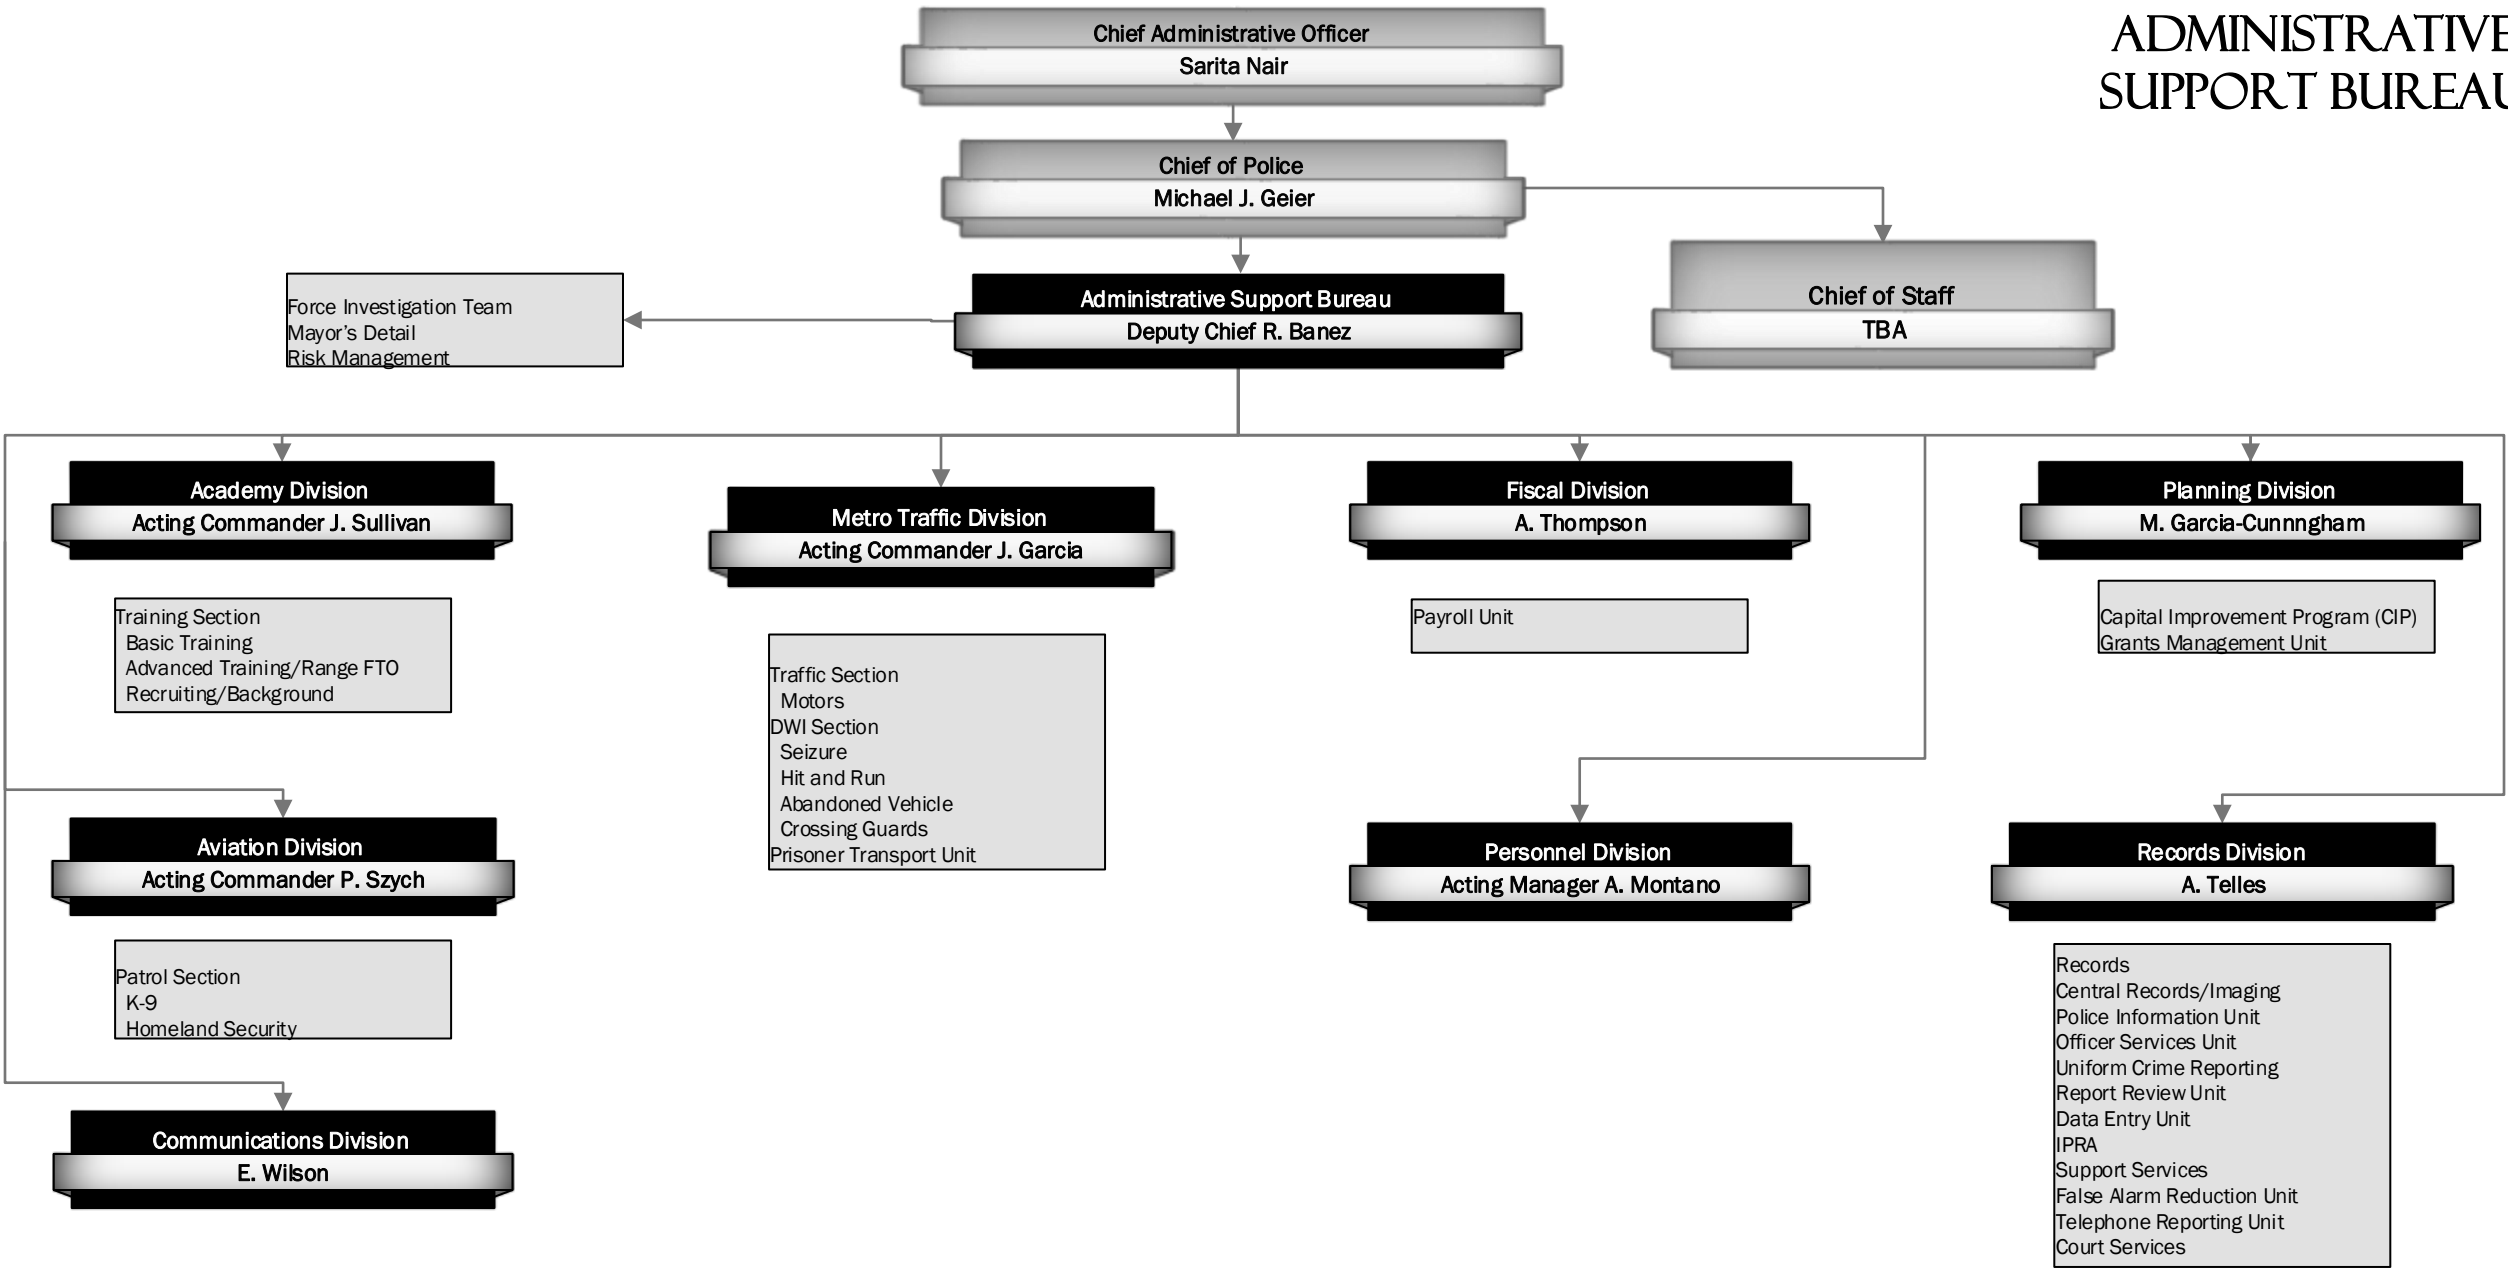 ADMINISTRATIVE
SUPPORT BUREAU
Chief Administrative Officer
Sarita Nair
Chief of Police
Michael J. Geier
Chief of Staff
TBA
Administrative Support Bureau
Deputy Chief R. Banez
Force Investigation Team
Mayor's Detail
Risk Management
Academy Division
Acting Commander J. Sullivan
Training Section
Basic Training
Advanced Training/Range FTO
Recruiting/Background
Aviation Division
Acting Commander P. Szych
Patrol Section
K-9
Homeland Security
Communications Division
E. Wilson
Metro Traffic Division
Acting Commander J. Garcia
Traffic Section
Motors
DWI Section
Seizure
Hit and Run
Abandoned Vehicle
Crossing Guards
Prisoner Transport Unit
Fiscal Division
A. Thompson
Payroll Unit
Personnel Division
Acting Manager A. Montano
Planning Division
M. Garcia-Cunnngham
Capital Improvement Program (CIP)
Grants Management Unit
Records Division
A. Telles
Records
Central Records/Imaging
Police Information Unit
Officer Services Unit
Uniform Crime Reporting
Report Review Unit
Data Entry Unit
IPRA
Support Services
False Alarm Reduction Unit
Telephone Reporting Unit
Court Services